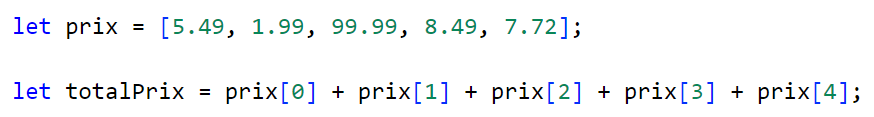 let prix = [5.49, 1.99, 99.99, 8.49, 7.72];
let totalPrix = prix[0] + prix[1] + prix[2] + prix[3] + prix[4];